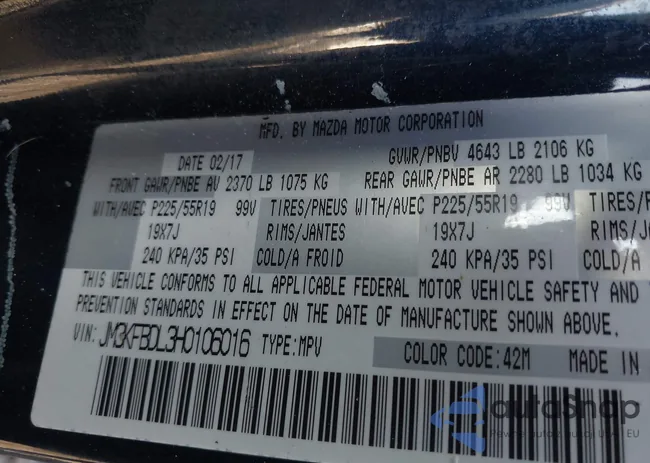 MFD. BY MAZDA MOTOR CORPORATION
DATE 02/17 GVWR/PNBV 4643 LB 2106 KG
FRONT GAWR/PNBE AV 2370 LB 1075 KG REAR GAWR/PNBE AR 2280 LB 1034 KG
WITH/AVEC P225/55R19 99V TIRES/PNEUS WITH/AVEC P225/55R19 99V TIRES/P
19X7J RIMS/JANTES 19X7J RIMS/J
240 KPA/35 PSI COLD/A FROID 240 KPA/35 PSI COLD/A
THIS VEHICLE CONFORMS TO ALL APPLICABLE FEDERAL MOTOR VEHICLE SAFETY AND
PREVENTION STANDARDS IN EFFECT ON THE DATE OF MANUFACTURE SHOWN ABOVE.
VIN: JM3KFBDL3H0106016 TYPE:MPV COLOR CODE:42M MADE IN
autoSnap